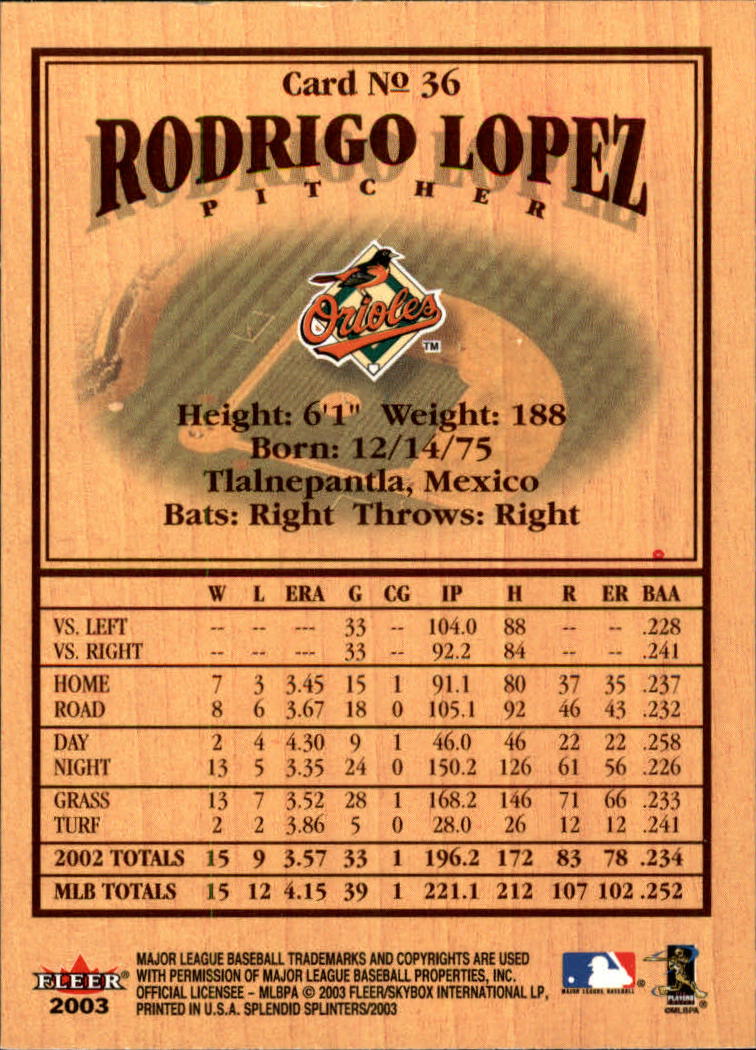 Card No 36
RODRIGO LOPEZ
PITCHER
Orioles
TM
Height: 6'1" Weight: 188
Born: 12/14/75
Tlalnepantla, Mexico
Bats: Right Throws: Right
W L ERA G CG IP H R ER BAA
VS. LEFT -- -- --- 33 -- 104.0 88 -- -- .228
VS. RIGHT -- -- --- 33 -- 92.2 84 -- -- .241
HOME 7 3 3.45 15 1 91.1 80 37 35 .237
ROAD 8 6 3.67 18 0 105.1 92 46 43 .232
DAY 2 4 4.30 9 1 46.0 46 22 22 .258
NIGHT 13 5 3.35 24 0 150.2 126 61 56 .226
GRASS 13 7 3.52 28 1 168.2 146 71 66 .233
TURF 2 2 3.86 5 0 28.0 26 12 12 .241
2002 TOTALS 15 9 3.57 33 1 196.2 172 83 78 .234
MLB TOTALS 15 12 4.15 39 1 221.1 212 107 102 .252
FLEER®
2003
MAJOR LEAGUE BASEBALL TRADEMARKS AND COPYRIGHTS ARE USED
WITH PERMISSION OF MAJOR LEAGUE BASEBALL PROPERTIES, INC.
OFFICIAL LICENSEE – MLBPA © 2003 FLEER/SKYBOX INTERNATIONAL LP,
PRINTED IN U.S.A. SPLENDID SPLINTERS/2003
MAJOR LEAGUE BASEBALL ®
PLAYERS ®
©MLBPA